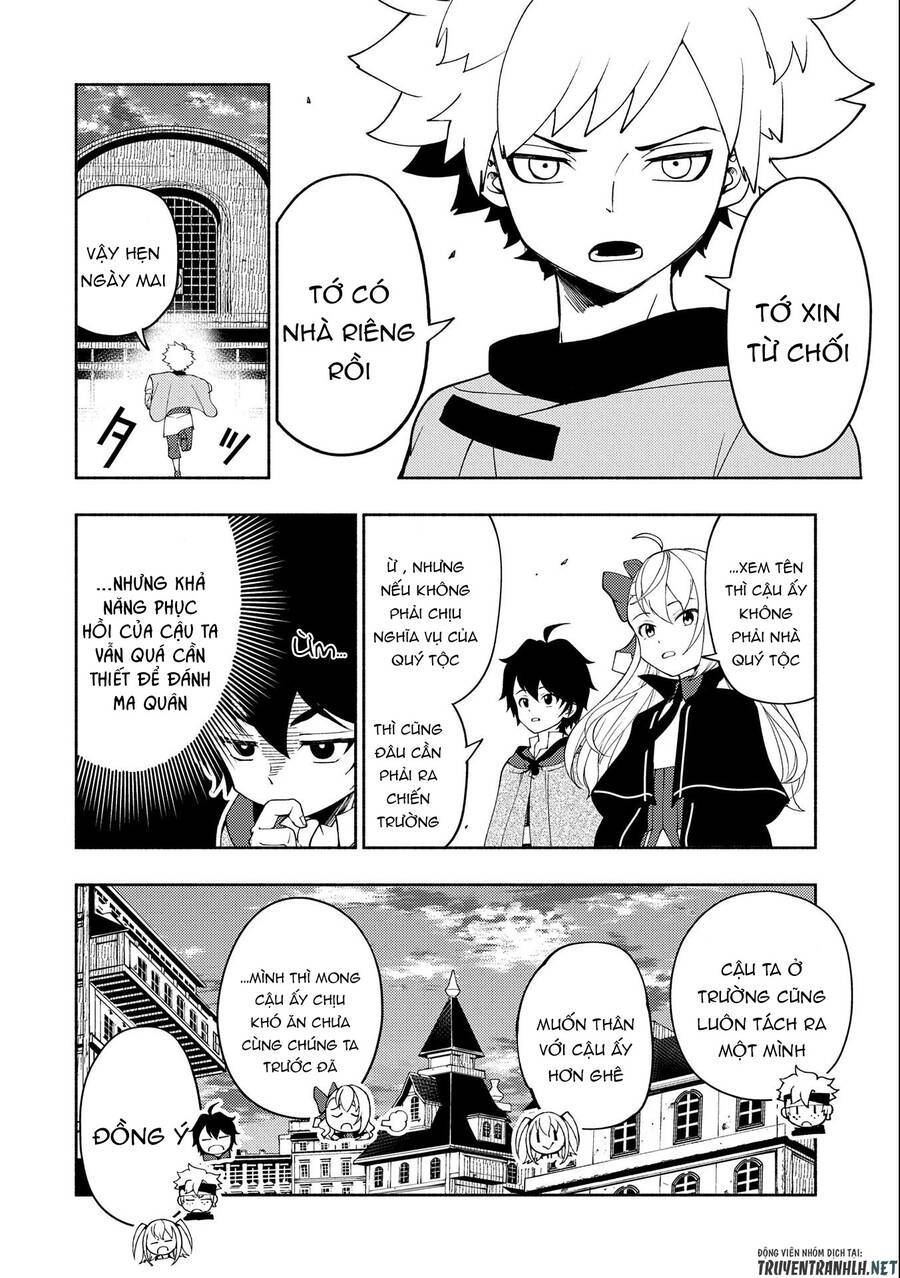 TỚ XIN
TỪ CHỐI
TỚ CÓ
NHÀ RIÊNG
RỒI
VẬY HẸN
NGÀY MAI
タッ
...XEM TÊN
THÌ CẬU ẤY
KHÔNG
PHẢI NHÀ
QUÝ TỘC
Ừ , NHƯNG
NẾU KHÔNG
PHẢI CHỊU
NGHĨA VỤ CỦA
QUÝ TỘC
THÌ CŨNG
ĐÂU CẦN
PHẢI RA
CHIẾN
TRƯỜNG
...NHƯNG KHẢ
NĂNG PHỤC
HỒI CỦA CẬU TA
VẪN QUÁ CẦN
THIẾT ĐỂ ĐÁNH
MA QUÂN
ỪM...
CẬU TA Ở
TRƯỜNG CŨNG
LUÔN TÁCH RA
MỘT MÌNH
MUỐN THÂN
VỚI CẬU ẤY
HƠN GHÊ
...MÌNH THÌ MONG
CẬU ẤY CHỊU
KHÓ ĂN CHƯA
CÙNG CHÚNG TA
TRƯỚC ĐÃ
ĐỒNG Ý
ĐỘNG VIÊN NHÓM DỊCH TẠI:
TRUYENTRANHLH.NET